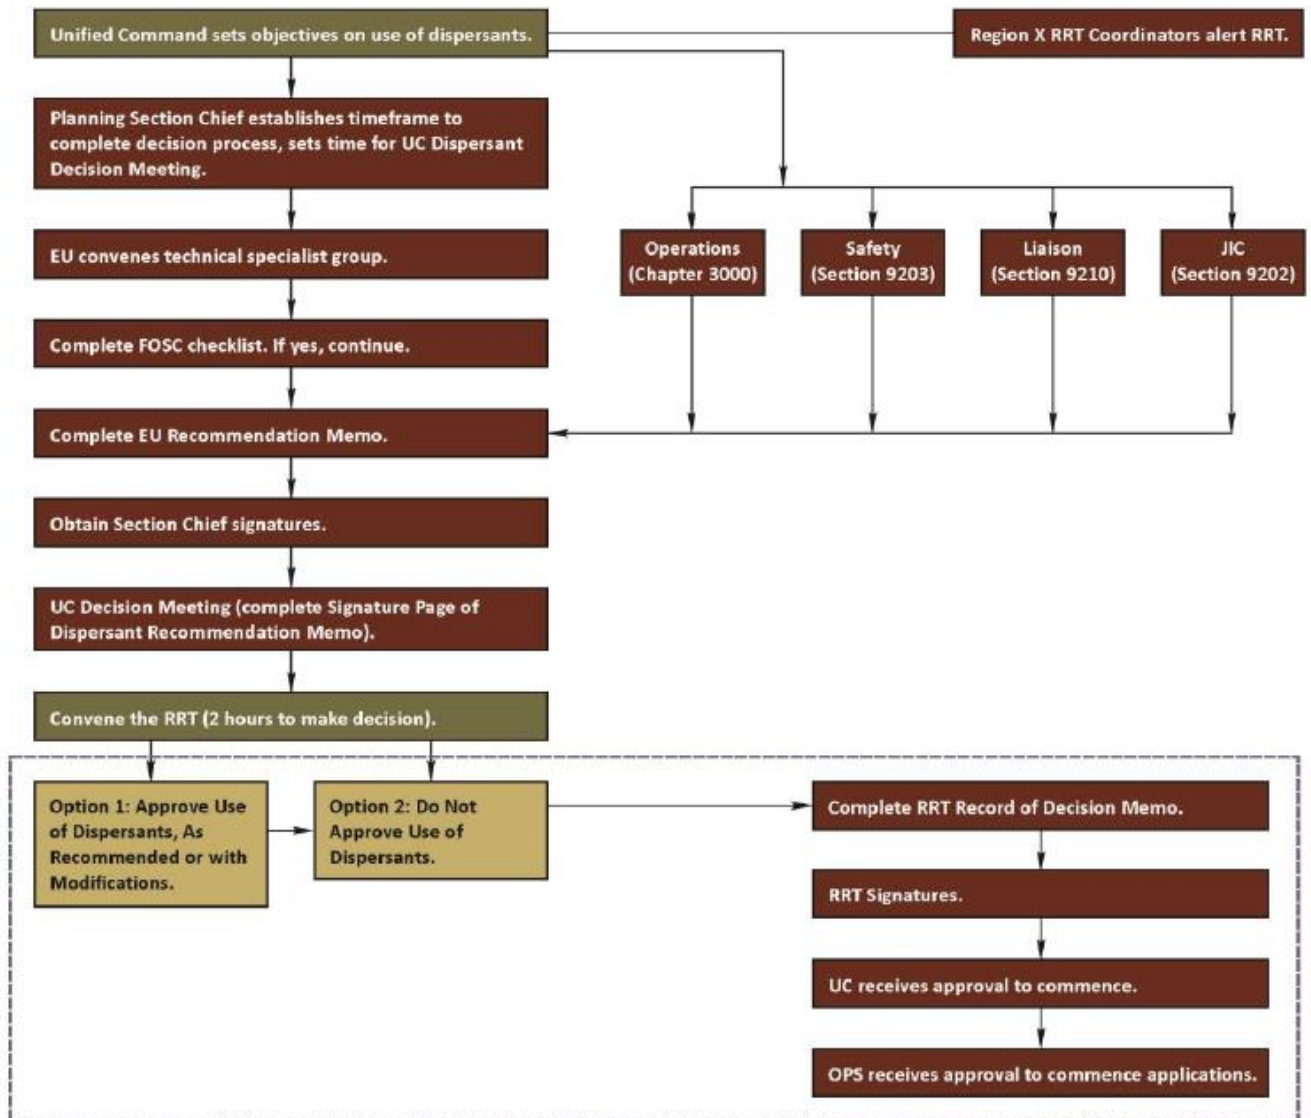 Unified Command sets objectives on use of dispersants.
Region X RRT Coordinators alert RRT.
Planning Section Chief establishes timeframe to
complete decision process, sets time for UC Dispersant
Decision Meeting.
EU convenes technical specialist group.
Operations
(Chapter 3000)
Safety
(Section 9203)
Liaison
(Section 9210)
JIC
(Section 9202)
Complete FOSC checklist. If yes, continue.
Complete EU Recommendation Memo.
Obtain Section Chief signatures.
UC Decision Meeting (complete Signature Page of
Dispersant Recommendation Memo).
Convene the RRT (2 hours to make decision).
Option 1: Approve Use
of Dispersants, As
Recommended or with
Modifications.
Option 2: Do Not
Approve Use of
Dispersants.
Complete RRT Record of Decision Memo.
RRT Signatures.
UC receives approval to commence.
OPS receives approval to commence applications.